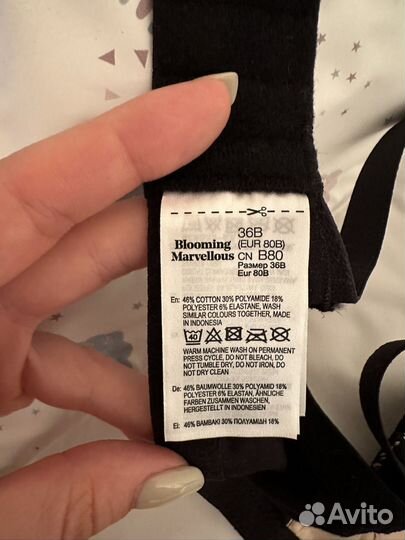 36B
Blooming
Marvellous
(EUR 80B)
CN B80
Размер 36B
Eur 80B
En: 46% COTTON 30% POLYAMIDE 18%
POLYESTER 6% ELASTANE, WASH
SIMILAR COLOURS TOGETHER, MADE
IN INDONESIA
40
WARM MACHINE WASH ON PERMANENT
PRESS CYCLE, DO NOT BLEACH, DO
NOT TUMBLE DRY, DO NOT IRON, DO
NOT DRY CLEAN
De: 46% BAUMWOLLE 30% POLYAMID 18%
POLYESTER 6% ELASTAN, ÄHNLICHE
FARBEN ZUSAMMEN WASCHEN,
HERGESTELLT IN INDONESIEN
El: 46% ΒΑΜΒΑΚΙ 30% ΠΟΛΥΑΜΙΔΗ 18%
Avito